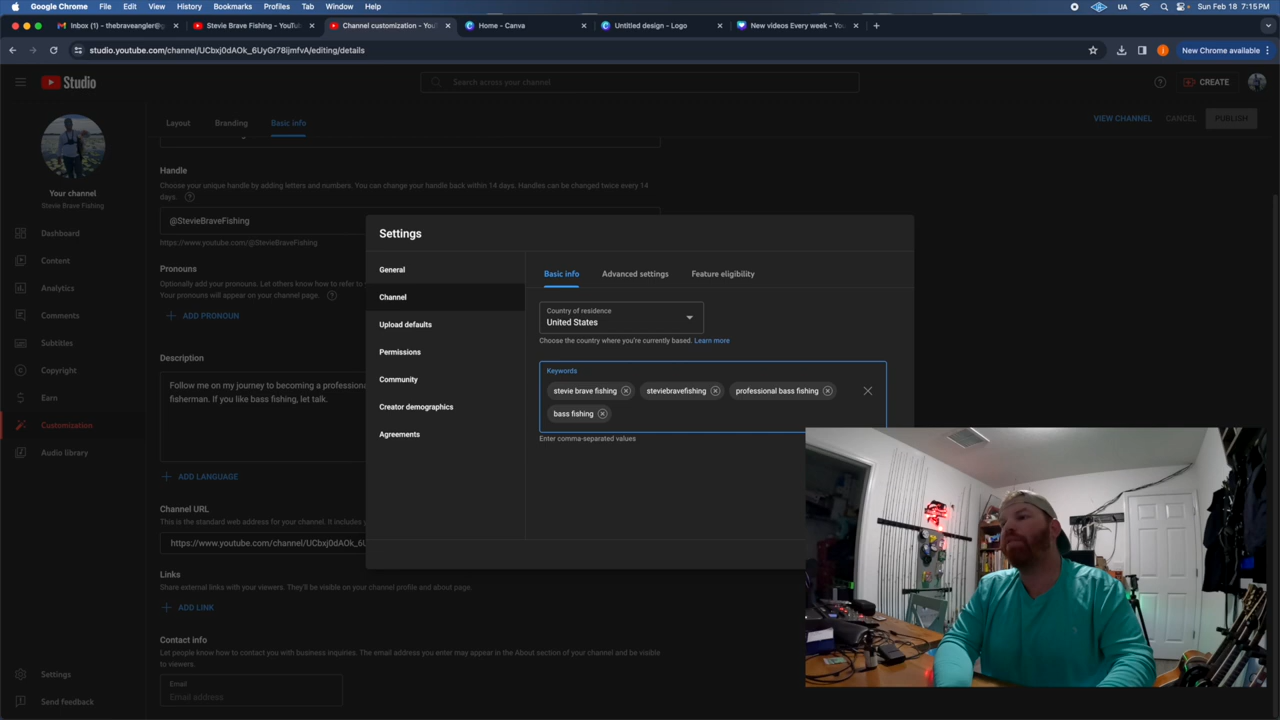 Google Chrome File Edit View History Bookmarks Profiles Tab Window Help UA Sun Feb 18 7:15 PM
Inbox (1) - thebraveangler@g
Stevie Brave Fishing - YouTub
Channel customization - YouT
Home - Canva
Untitled design - Logo
New videos Every week - You
studio.youtube.com/channel/UCbxj0dAOk_6UyGr78ijmfvA/editing/details
New Chrome available
Studio
Search across your channel
CREATE
Layout Branding Basic info
VIEW CHANNEL CANCEL PUBLISH
Your channel
Stevie Brave Fishing
Dashboard
Content
Analytics
Comments
Subtitles
Copyright
Earn
Customization
Audio library
Settings
Send feedback
Handle
Choose your unique handle by adding letters and numbers. You can change your handle back within 14 days. Handles can be changed twice every 14
days.
@StevieBraveFishing
https://www.youtube.com/@StevieBraveFishing
Pronouns
Optionally add your pronouns. Let others know how to refer to
Your pronouns will appear on your channel page.
ADD PRONOUN
Description
Follow me on my journey to becoming a professiona
fisherman. If you like bass fishing, let talk.
ADD LANGUAGE
Channel URL
This is the standard web address for your channel. It includes
https://www.youtube.com/channel/UCbxj0dAOk_6U
Links
Share external links with your viewers. They'll be visible on your channel profile and about page.
ADD LINK
Contact info
Let people know how to contact you with business inquiries. The email address you enter may appear in the About section of your channel and be visible
to viewers.
Email
Email address
Settings
General
Channel
Upload defaults
Permissions
Community
Creator demographics
Agreements
Basic info Advanced settings Feature eligibility
Country of residence
United States
Choose the country where you're currently based. Learn more
Keywords
stevie brave fishing steviebravefishing professional bass fishing
bass fishing
Enter comma-separated values